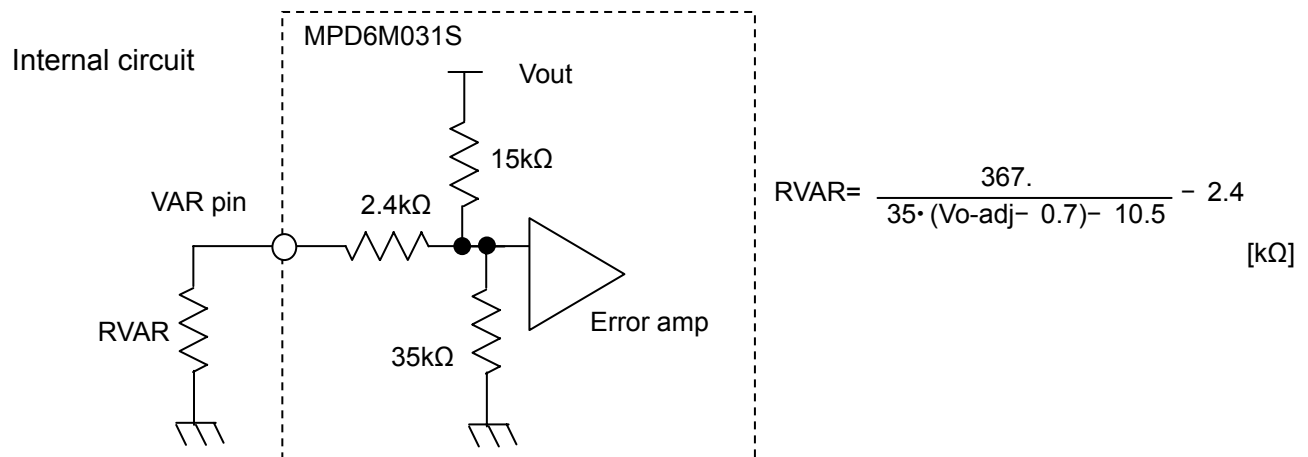 MPD6M031S
Internal circuit
Vout
15kΩ
VAR pin
2.4kΩ
RVAR
35kΩ
Error amp
RVAR= 367. / 35•(Vo-adj− 0.7)− 10.5 − 2.4
[kΩ]